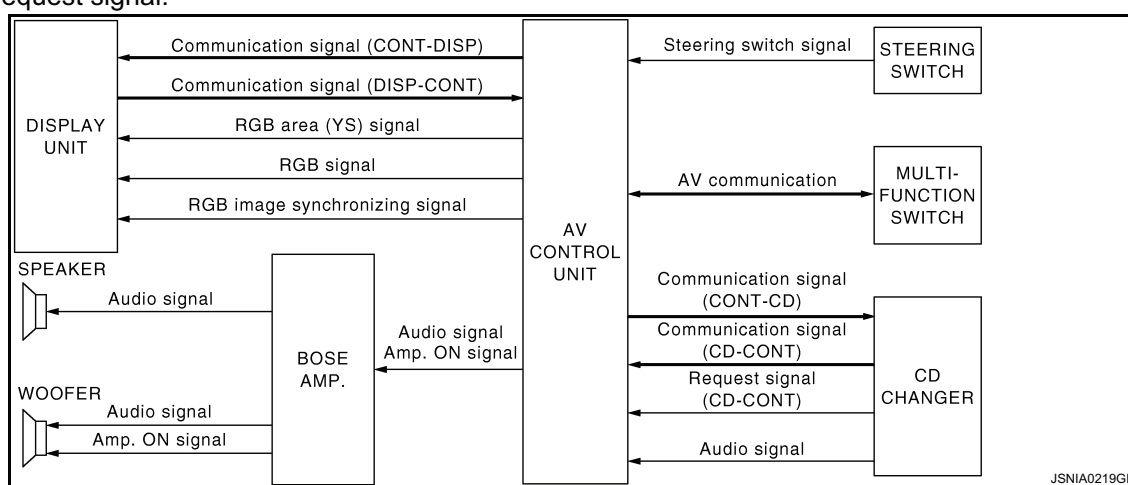 equest signal.
Communication signal (CONT-DISP)
Communication signal (DISP-CONT)
RGB area (YS) signal
RGB signal
RGB image synchronizing signal
DISPLAY
UNIT
SPEAKER
Audio signal
WOOFER
Audio signal
Amp. ON signal
BOSE
AMP.
Audio signal
Amp. ON signal
AV
CONTROL
UNIT
Steering switch signal
STEERING
SWITCH
AV communication
MULTI-
FUNCTION
SWITCH
Communication signal
(CONT-CD)
Communication signal
(CD-CONT)
Request signal
(CD-CONT)
Audio signal
CD
CHANGER